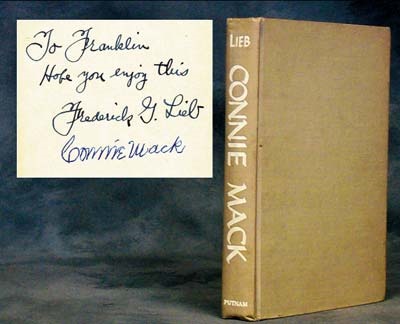 To Franklin
Hope you enjoy this
Frederick G. Lieb
Connie Mack
LIEB
CONNIE MACK
PUTNAM